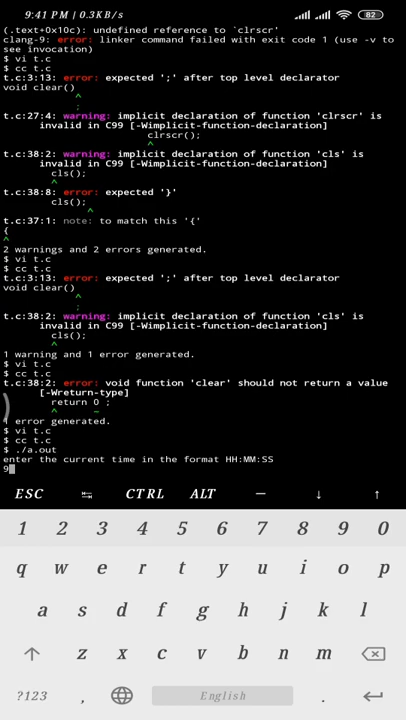 9:41 PM | 0.3KB/s 82
(.text+0x10c): undefined reference to `clrscr'
clang-9: error: linker command failed with exit code 1 (use -v to
see invocation)
$ vi t.c
$ cc t.c
t.c:3:13: error: expected ';' after top level declarator
void clear()
^
;
t.c:27:4: warning: implicit declaration of function 'clrscr' is
invalid in C99 [-Wimplicit-function-declaration]
clrscr();
^
t.c:38:2: warning: implicit declaration of function 'cls' is
invalid in C99 [-Wimplicit-function-declaration]
cls();
^
t.c:38:8: error: expected '}'
cls();
^
t.c:37:1: note: to match this '{'
{
^
2 warnings and 2 errors generated.
$ vi t.c
$ cc t.c
t.c:3:13: error: expected ';' after top level declarator
void clear()
^
;
t.c:38:2: warning: implicit declaration of function 'cls' is
invalid in C99 [-Wimplicit-function-declaration]
cls();
^
1 warning and 1 error generated.
$ vi t.c
$ cc t.c
t.c:38:2: error: void function 'clear' should not return a value
[-Wreturn-type]
return 0 ;
^ ~
1 error generated.
$ vi t.c
$ cc t.c
$ ./a.out
enter the current time in the format HH:MM:SS
9
ESC ↹ CTRL ALT — ↓ ↑
1 2 3 4 5 6 7 8 9 0
q w e r t y u i o p
a s d f g h j k l
z x c v b n m
?123 , English .